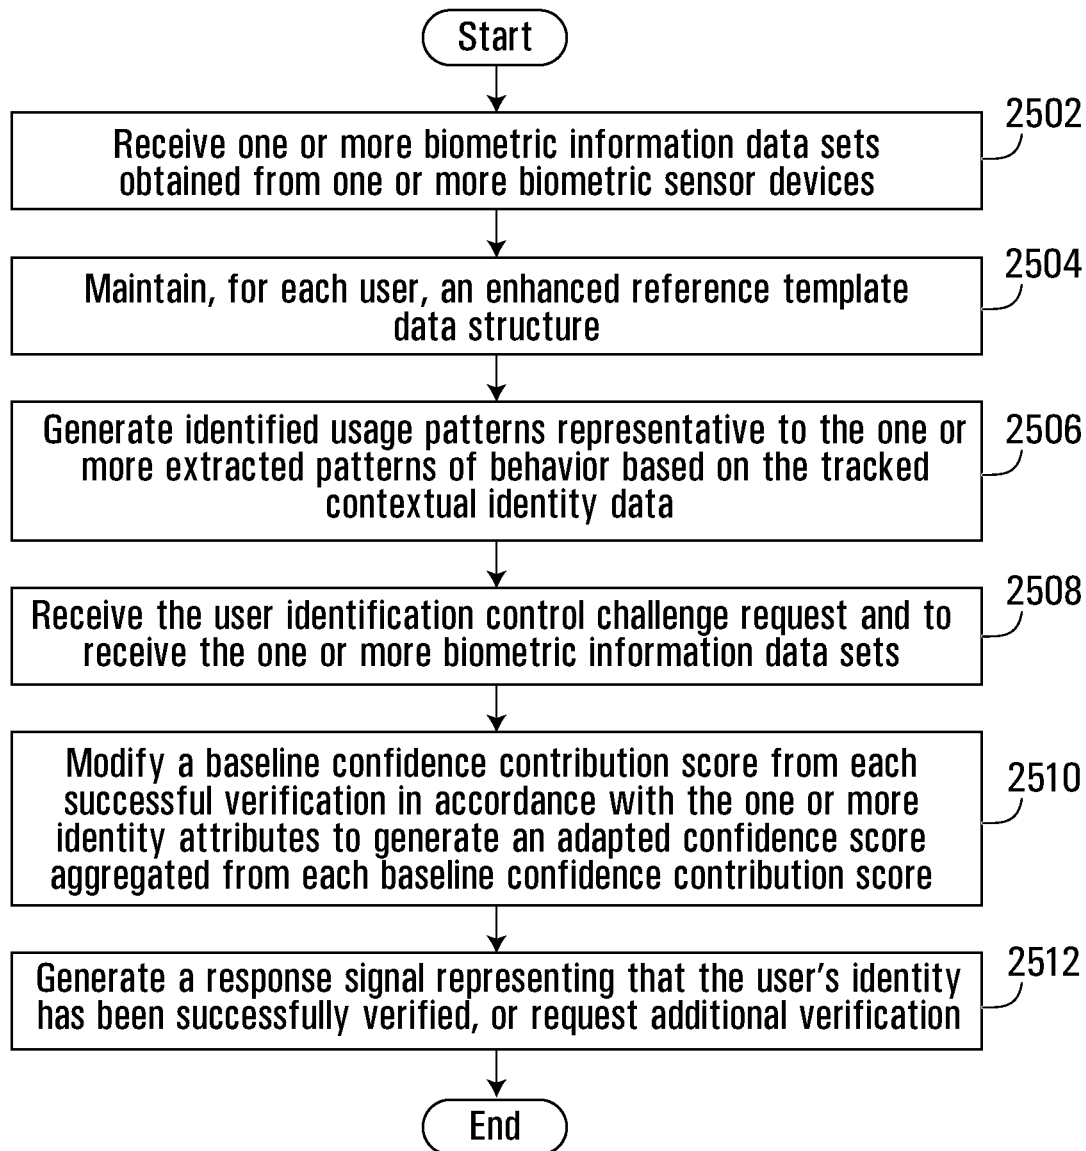 Start
Receive one or more biometric information data sets
obtained from one or more biometric sensor devices
2502
Maintain, for each user, an enhanced reference template
data structure
2504
Generate identified usage patterns representative to the one or
more extracted patterns of behavior based on the tracked
contextual identity data
2506
Receive the user identification control challenge request and to
receive the one or more biometric information data sets
2508
Modify a baseline confidence contribution score from each
successful verification in accordance with the one or more
identity attributes to generate an adapted confidence score
aggregated from each baseline confidence contribution score
2510
Generate a response signal representing that the user's identity
has been successfully verified, or request additional verification
2512
End